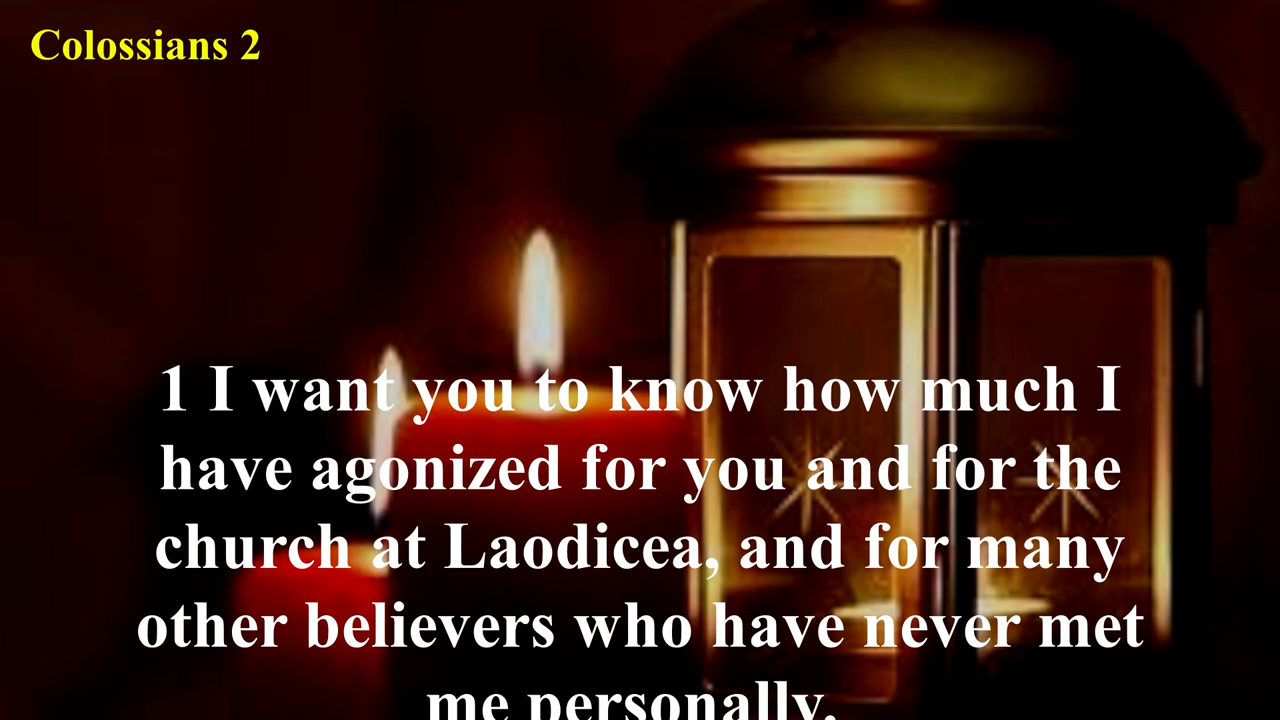 Colossians 2
1 I want you to know how much I
have agonized for you and for the
church at Laodicea, and for many
other believers who have never met
me personally.